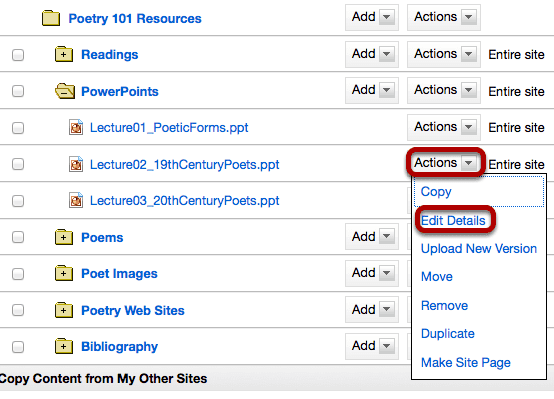 Poetry 101 Resources Add Actions
Readings Add Actions Entire site
PowerPoints Add Actions Entire site
Lecture01_PoeticForms.ppt Actions Entire site
Lecture02_19thCenturyPoets.ppt Actions Entire site
Lecture03_20thCenturyPoets.ppt Copy
Edit Details
Poems Add Upload New Version
Poet Images Add Move
Poetry Web Sites Add Remove
Duplicate
Bibliography Add Make Site Page
Copy Content from My Other Sites